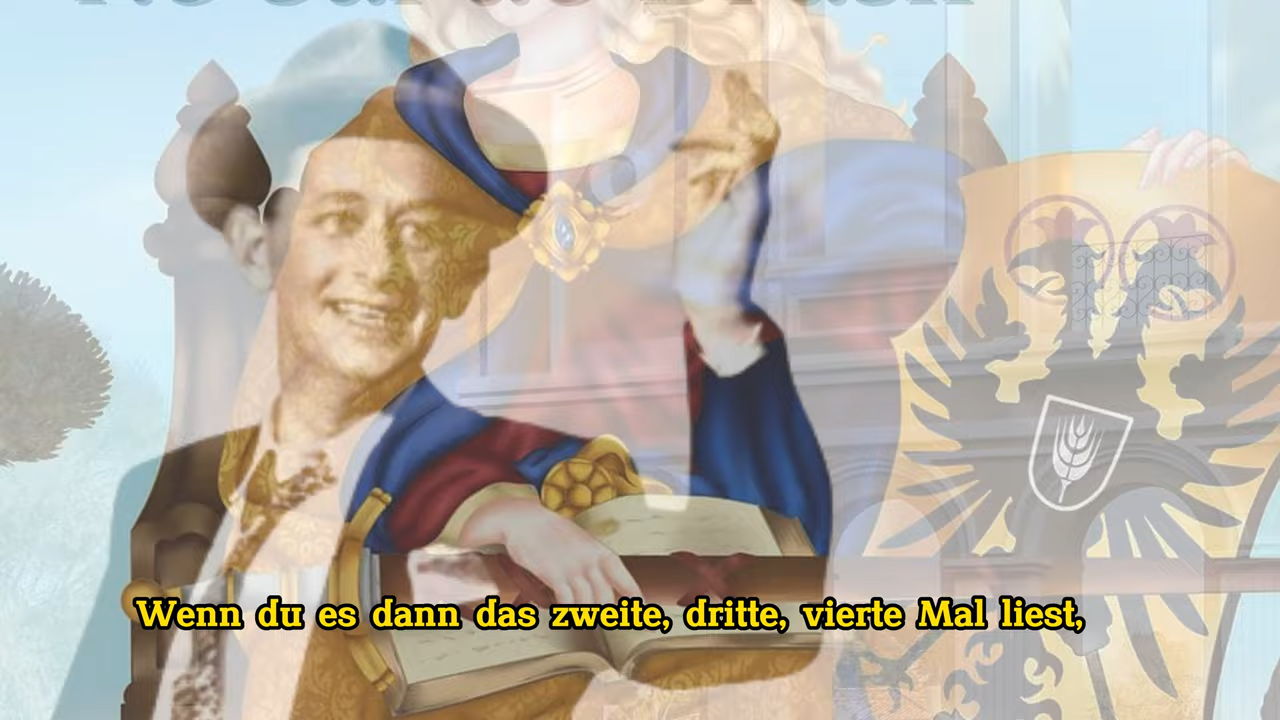 Wenn du es dann das zweite, dritte, vierte Mal liest,